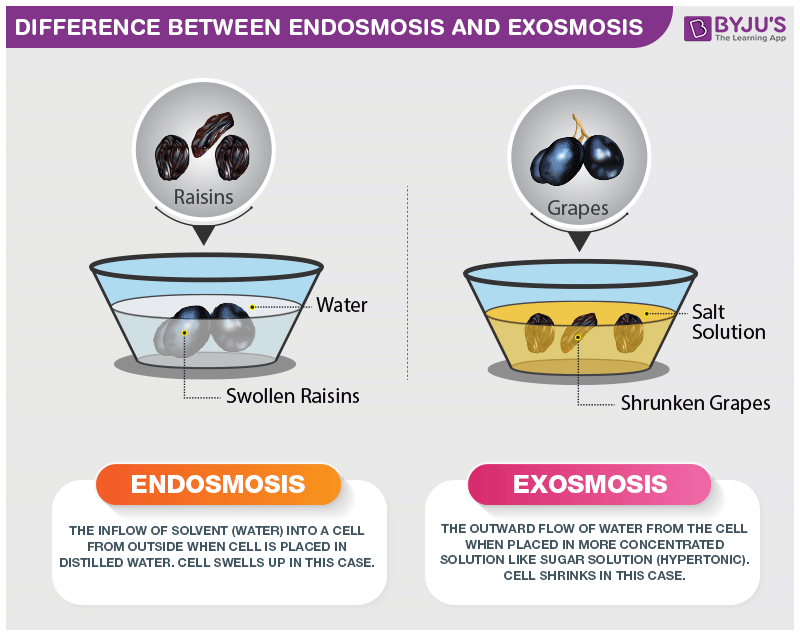 DIFFERENCE BETWEEN ENDOSMOSIS AND EXOSMOSIS
BYJU'S
The Learning App
Raisins
Water
Swollen Raisins
Grapes
Salt
Solution
Shrunken Grapes
ENDOSMOSIS
THE INFLOW OF SOLVENT (WATER) INTO A CELL
FROM OUTSIDE WHEN CELL IS PLACED IN
DISTILLED WATER. CELL SWELLS UP IN THIS CASE.
EXOSMOSIS
THE OUTWARD FLOW OF WATER FROM THE CELL
WHEN PLACED IN MORE CONCENTRATED
SOLUTION LIKE SUGAR SOLUTION (HYPERTONIC).
CELL SHRINKS IN THIS CASE.